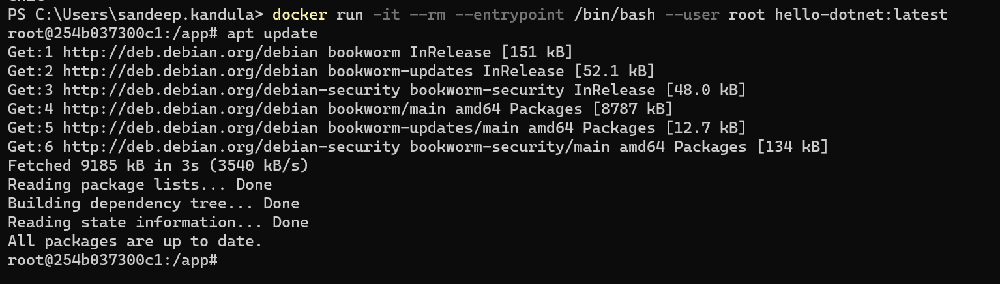 PS C:\Users\sandeep.kandula> docker run -it --rm --entrypoint /bin/bash --user root hello-dotnet:latest
root@254b037300c1:/app# apt update
Get:1 http://deb.debian.org/debian bookworm InRelease [151 kB]
Get:2 http://deb.debian.org/debian bookworm-updates InRelease [52.1 kB]
Get:3 http://deb.debian.org/debian-security bookworm-security InRelease [48.0 kB]
Get:4 http://deb.debian.org/debian bookworm/main amd64 Packages [8787 kB]
Get:5 http://deb.debian.org/debian bookworm-updates/main amd64 Packages [12.7 kB]
Get:6 http://deb.debian.org/debian-security bookworm-security/main amd64 Packages [134 kB]
Fetched 9185 kB in 3s (3540 kB/s)
Reading package lists... Done
Building dependency tree... Done
Reading state information... Done
All packages are up to date.
root@254b037300c1:/app#